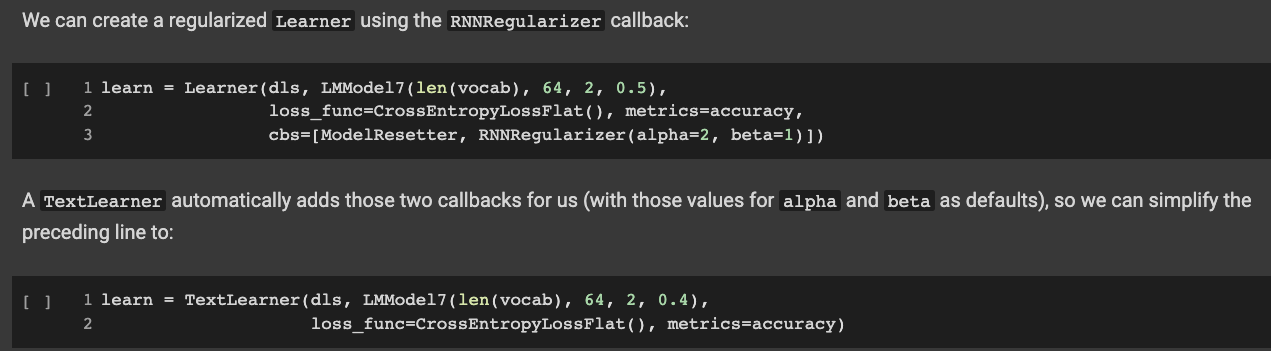 We can create a regularized Learner using the RNNRegularizer callback:
[ ] 1 learn = Learner(dls, LMModel7(len(vocab), 64, 2, 0.5),
2 loss_func=CrossEntropyLossFlat(), metrics=accuracy,
3 cbs=[ModelResetter, RNNRegularizer(alpha=2, beta=1)])
A TextLearner automatically adds those two callbacks for us (with those values for alpha and beta as defaults), so we can simplify the
preceding line to:
[ ] 1 learn = TextLearner(dls, LMModel7(len(vocab), 64, 2, 0.4),
2 loss_func=CrossEntropyLossFlat(), metrics=accuracy)